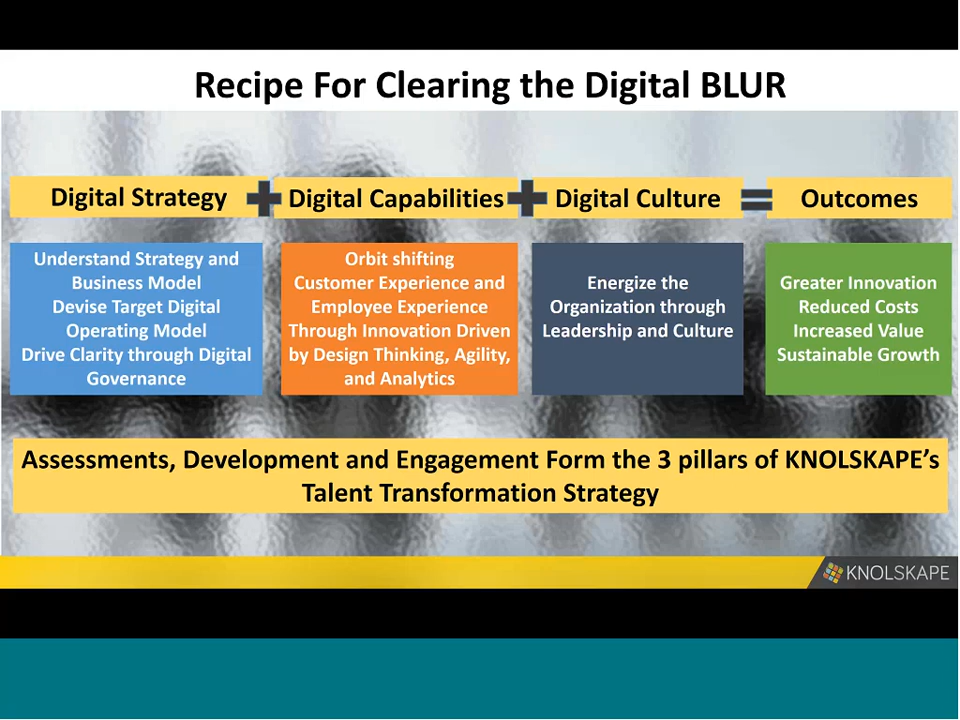 Recipe For Clearing the Digital BLUR
Digital Strategy
Digital Capabilities
Digital Culture
Outcomes
Understand Strategy and
Business Model
Devise Target Digital
Operating Model
Drive Clarity through Digital
Governance
Orbit shifting
Customer Experience and
Employee Experience
Through Innovation Driven
by Design Thinking, Agility,
and Analytics
Energize the
Organization through
Leadership and Culture
Greater Innovation
Reduced Costs
Increased Value
Sustainable Growth
Assessments, Development and Engagement Form the 3 pillars of KNOLSKAPE’s
Talent Transformation Strategy
KNOLSKAPE